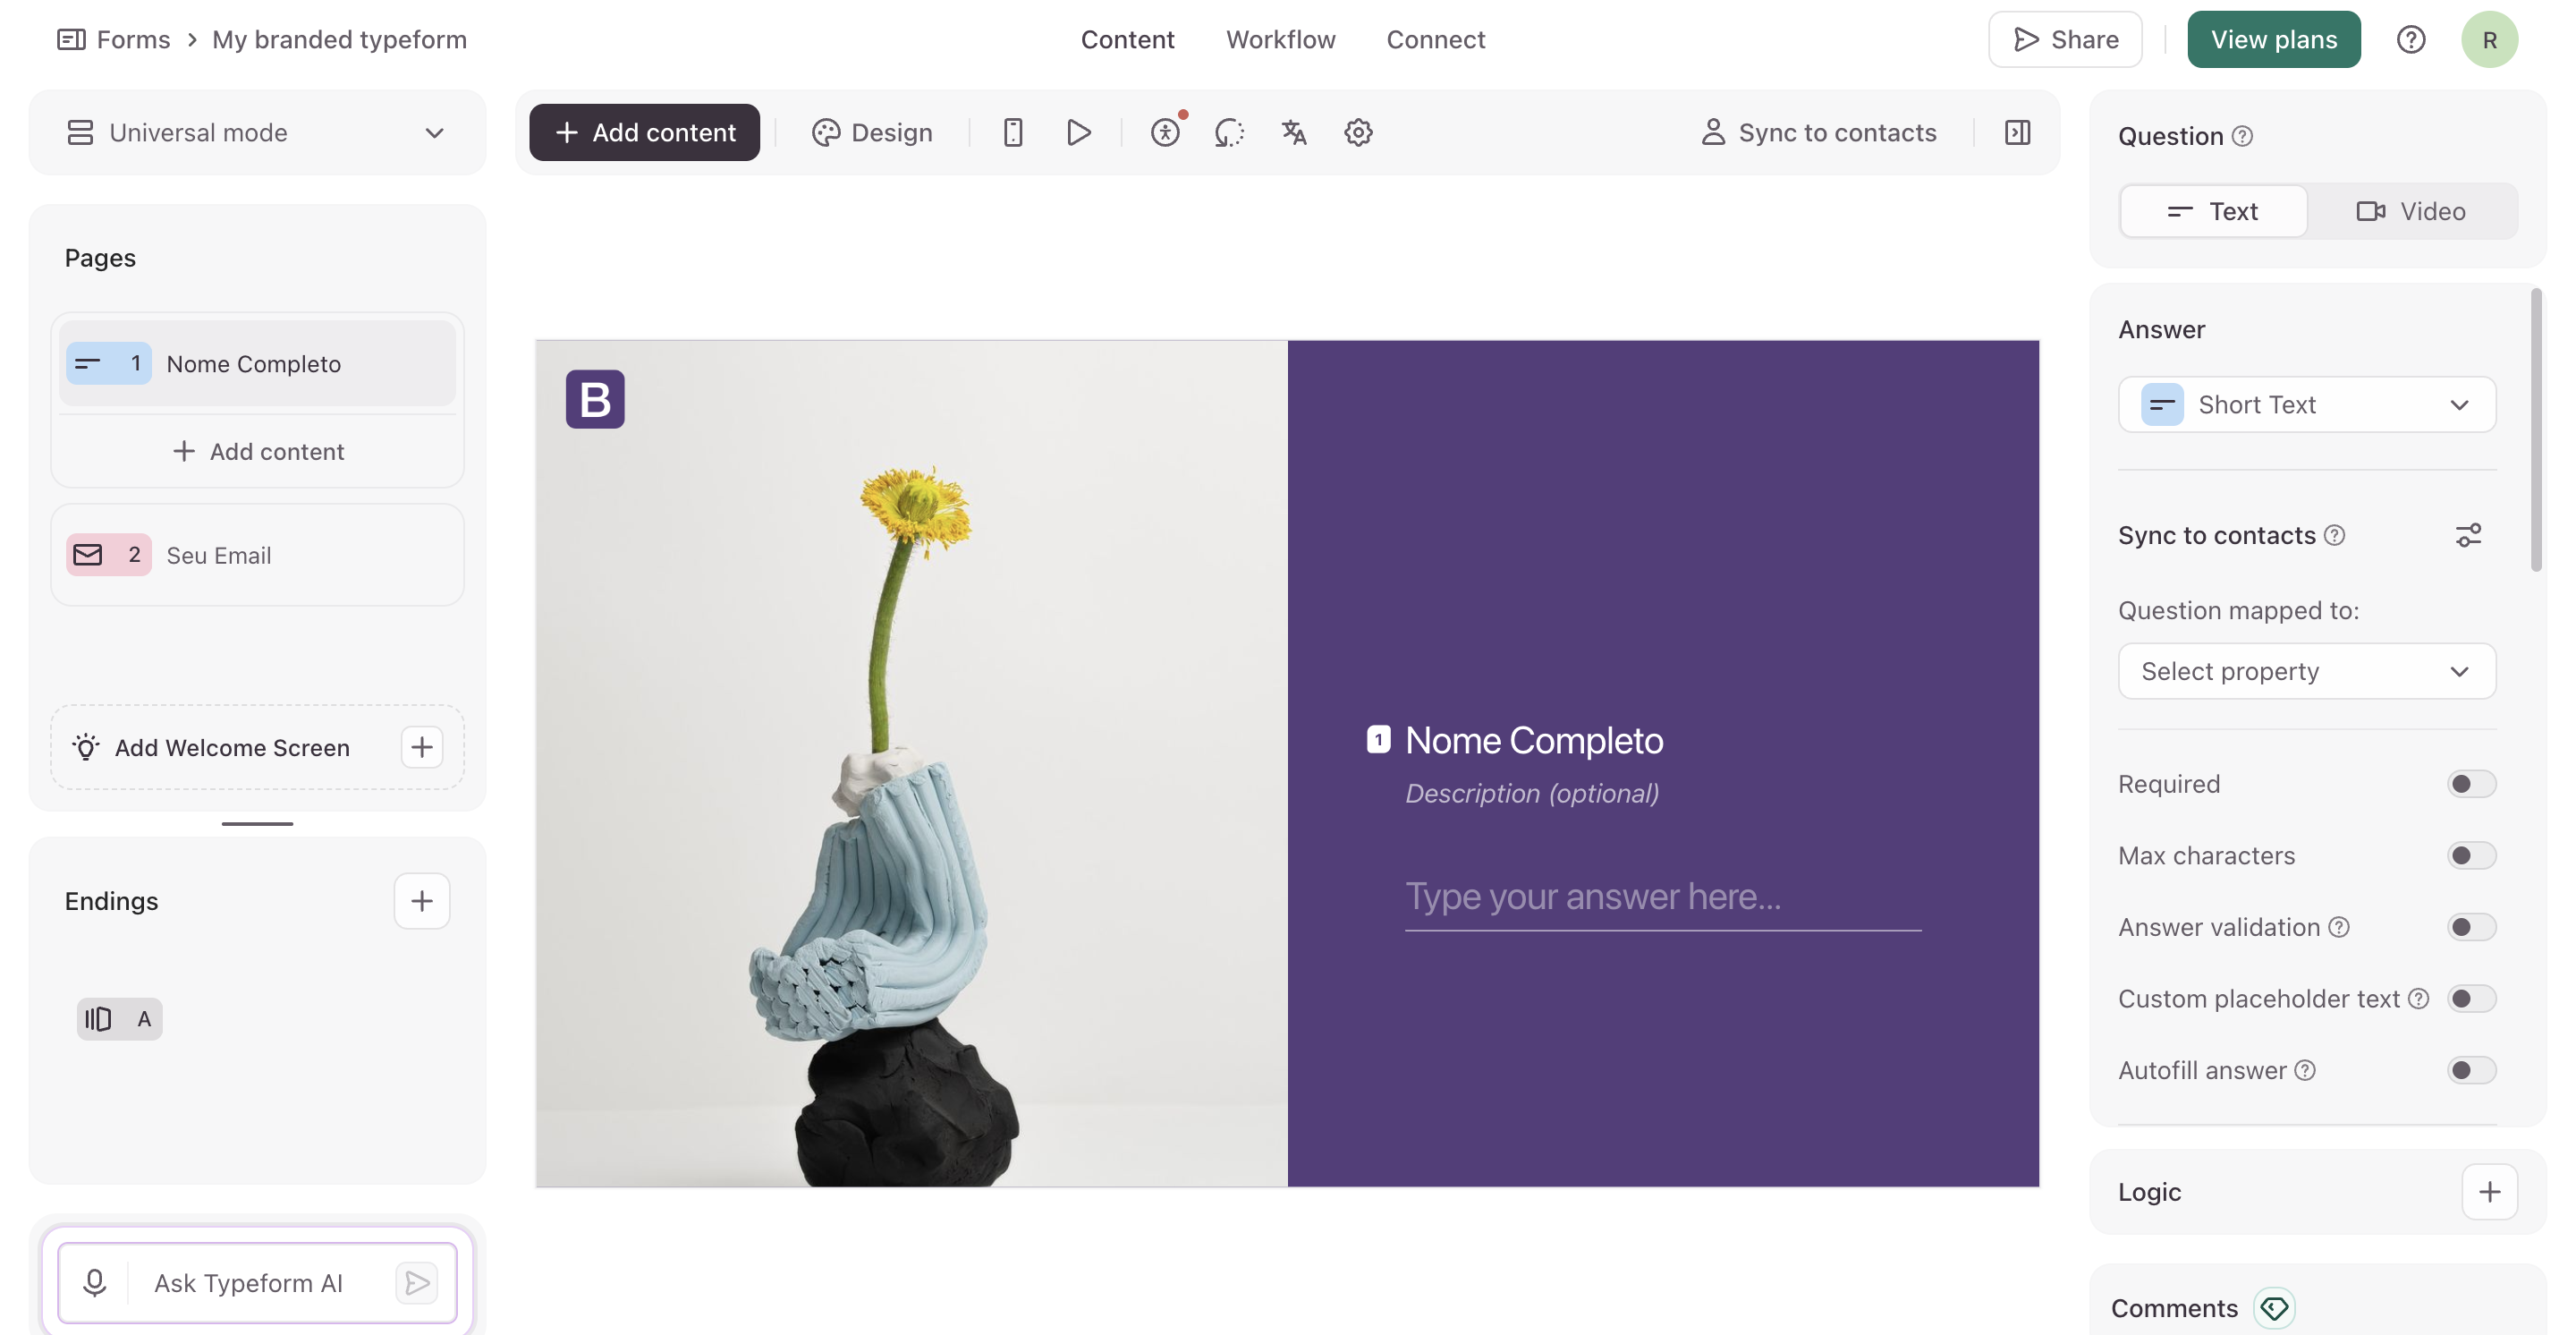 Forms > My branded typeform
Content
Workflow
Connect
Share
View plans
R
Universal mode
Add content
Design
Sync to contacts
Pages
1 Nome Completo
Add content
2 Seu Email
Add Welcome Screen
Endings
A
Ask Typeform AI
B
1 Nome Completo
Description (optional)
Type your answer here...
Question
Text
Video
Answer
Short Text
Sync to contacts
Question mapped to:
Select property
Required
Max characters
Answer validation
Custom placeholder text
Autofill answer
Logic
Comments